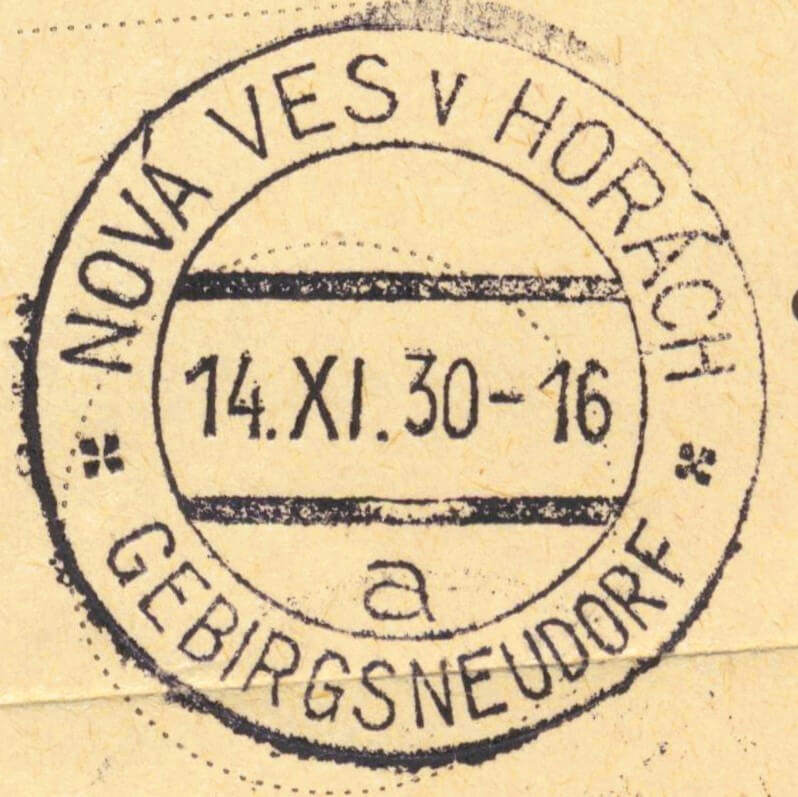 NOVÁ VES v HORÁCH
14.XI.30-16
a
GEBIRGSNEUDORF